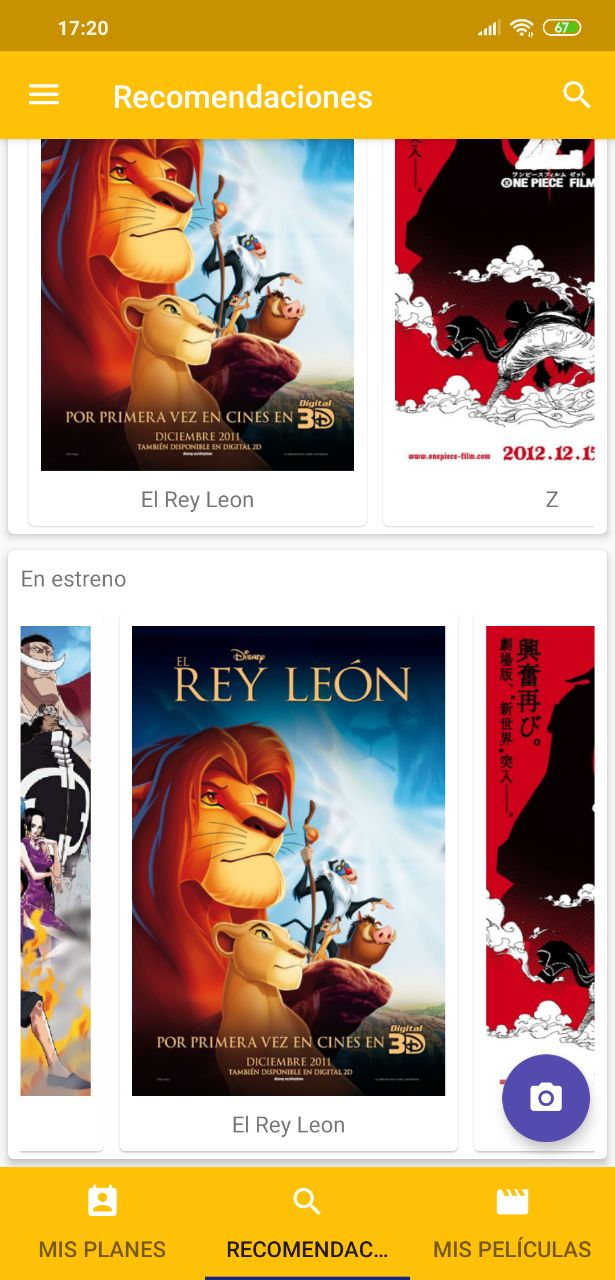 17:20
67
Recomendaciones
ワンピースフィルム ゼット
©ONE PIECE FILM
突入——。
POR PRIMERA VEZ EN CINES EN Digital 3D
DICIEMBRE 2011
TAMBIÉN DISPONIBLE EN DIGITAL 2D
www.onepiece-film.com 2012.12.15
El Rey Leon
Z
En estreno
Disney
EL
REY LEÓN
興奮再び。
劇場版、"新世界"突入——。
POR PRIMERA VEZ EN CINES EN Digital 3D
DICIEMBRE 2011
TAMBIÉN DISPONIBLE EN DIGITAL 2D
El Rey Leon
MIS PLANES
RECOMENDAC...
MIS PELÍCULAS